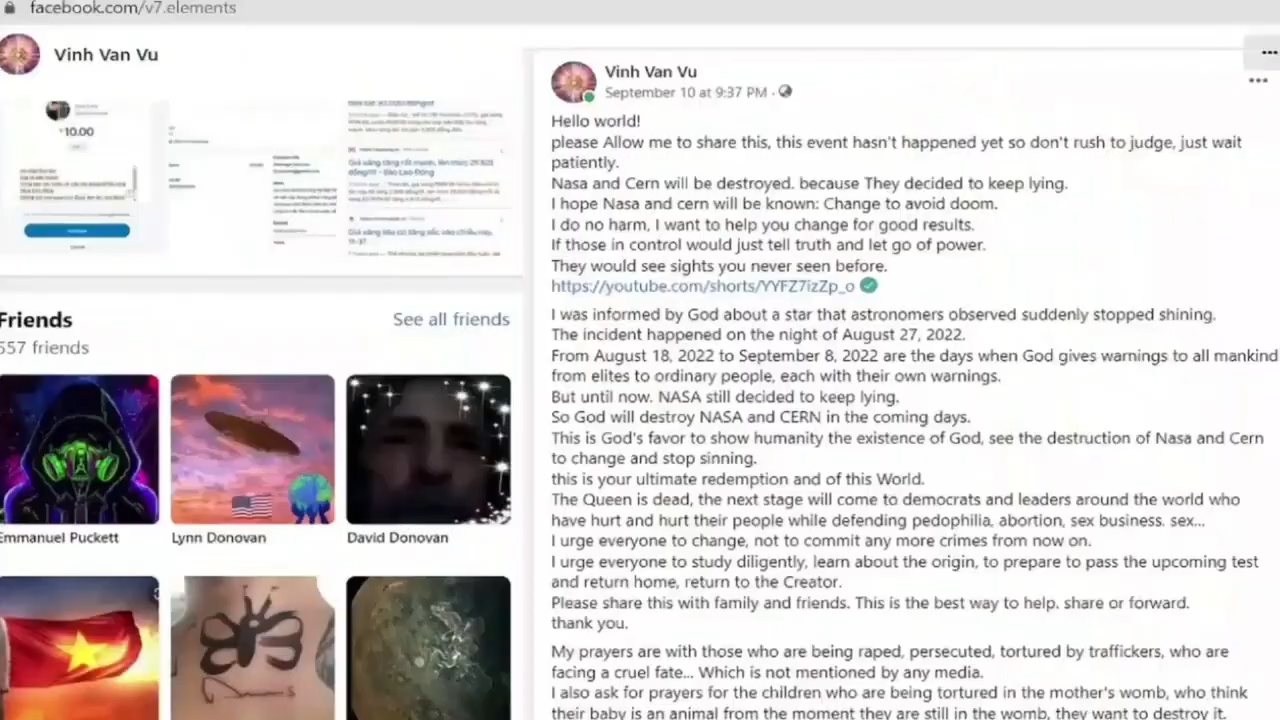 facebook.com/v7.elements
Vinh Van Vu
10.00
Giá vàng tăng rất mạnh, lên mức
Friends
See all friends
557 friends
Emmanuel Puckett
Lynn Donovan
David Donovan
Vinh Van Vu
September 10 at 9:37 PM ·
Hello world!
please Allow me to share this, this event hasn't happened yet so don't rush to judge, just wait
patiently.
Nasa and Cern will be destroyed. because They decided to keep lying.
I hope Nasa and cern will be known: Change to avoid doom.
I do no harm, I want to help you change for good results.
If those in control would just tell truth and let go of power.
They would see sights you never seen before.
https://youtube.com/shorts/YYFZ7izZp_o
I was informed by God about a star that astronomers observed suddenly stopped shining.
The incident happened on the night of August 27, 2022.
From August 18, 2022 to September 8, 2022 are the days when God gives warnings to all mankind
from elites to ordinary people, each with their own warnings.
But until now. NASA still decided to keep lying.
So God will destroy NASA and CERN in the coming days.
This is God's favor to show humanity the existence of God, see the destruction of Nasa and Cern
to change and stop sinning.
this is your ultimate redemption and of this World.
The Queen is dead, the next stage will come to democrats and leaders around the world who
have hurt and hurt their people while defending pedophilia, abortion, sex business. sex...
I urge everyone to change, not to commit any more crimes from now on.
I urge everyone to study diligently, learn about the origin, to prepare to pass the upcoming test
and return home, return to the Creator.
Please share this with family and friends. This is the best way to help. share or forward.
thank you.
My prayers are with those who are being raped, persecuted, tortured by traffickers, who are
facing a cruel fate... Which is not mentioned by any media.
I also ask for prayers for the children who are being tortured in the mother's womb, who think
their baby is an animal from the moment they are still in the womb, they want to destroy it.